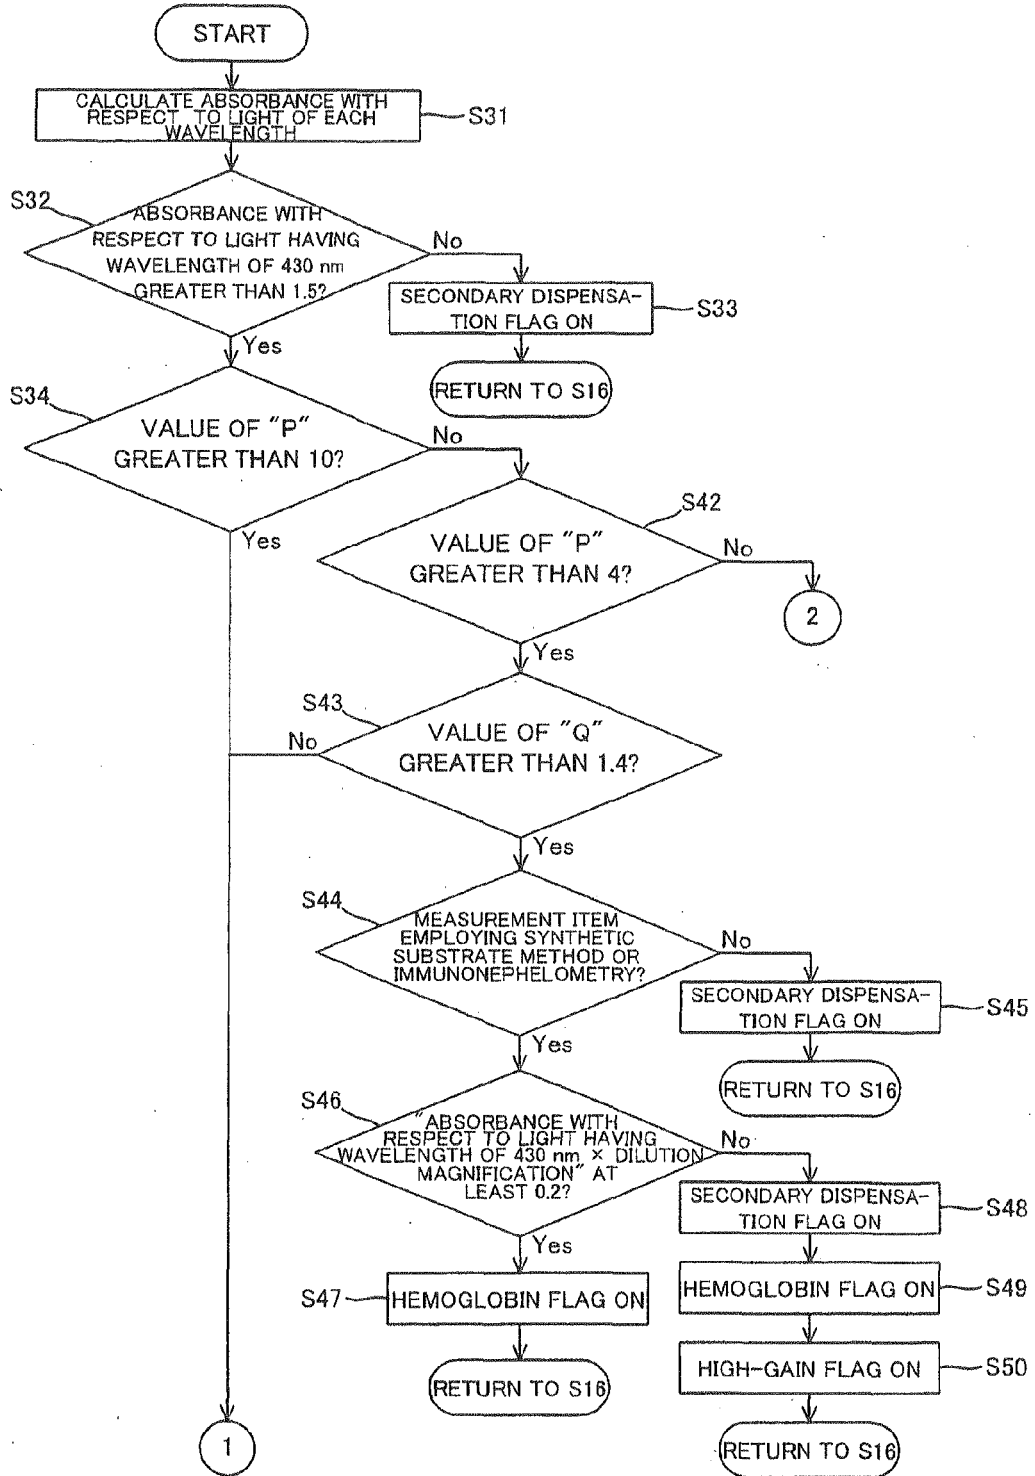 START
CALCULATE ABSORBANCE WITH
RESPECT TO LIGHT OF EACH
WAVELENGTH
S31
S32
ABSORBANCE WITH
RESPECT TO LIGHT HAVING
WAVELENGTH OF 430 nm
GREATER THAN 1.5?
No
SECONDARY DISPENSA-
TION FLAG ON
S33
Yes
RETURN TO S16
S34
VALUE OF "P"
GREATER THAN 10?
No
Yes
S42
VALUE OF "P"
GREATER THAN 4?
No
2
Yes
S43
VALUE OF "Q"
GREATER THAN 1.4?
No
Yes
S44
MEASUREMENT ITEM
EMPLOYING SYNTHETIC
SUBSTRATE METHOD OR
IMMUNONEPHELOMETRY?
No
SECONDARY DISPENSA-
TION FLAG ON
S45
Yes
RETURN TO S16
S46
"ABSORBANCE WITH
RESPECT TO LIGHT HAVING
WAVELENGTH OF 430 nm × DILUTION
MAGNIFICATION" AT
LEAST 0.2?
No
SECONDARY DISPENSA-
TION FLAG ON
S48
Yes
S47
HEMOGLOBIN FLAG ON
HEMOGLOBIN FLAG ON
S49
RETURN TO S16
HIGH-GAIN FLAG ON
S50
1
RETURN TO S16